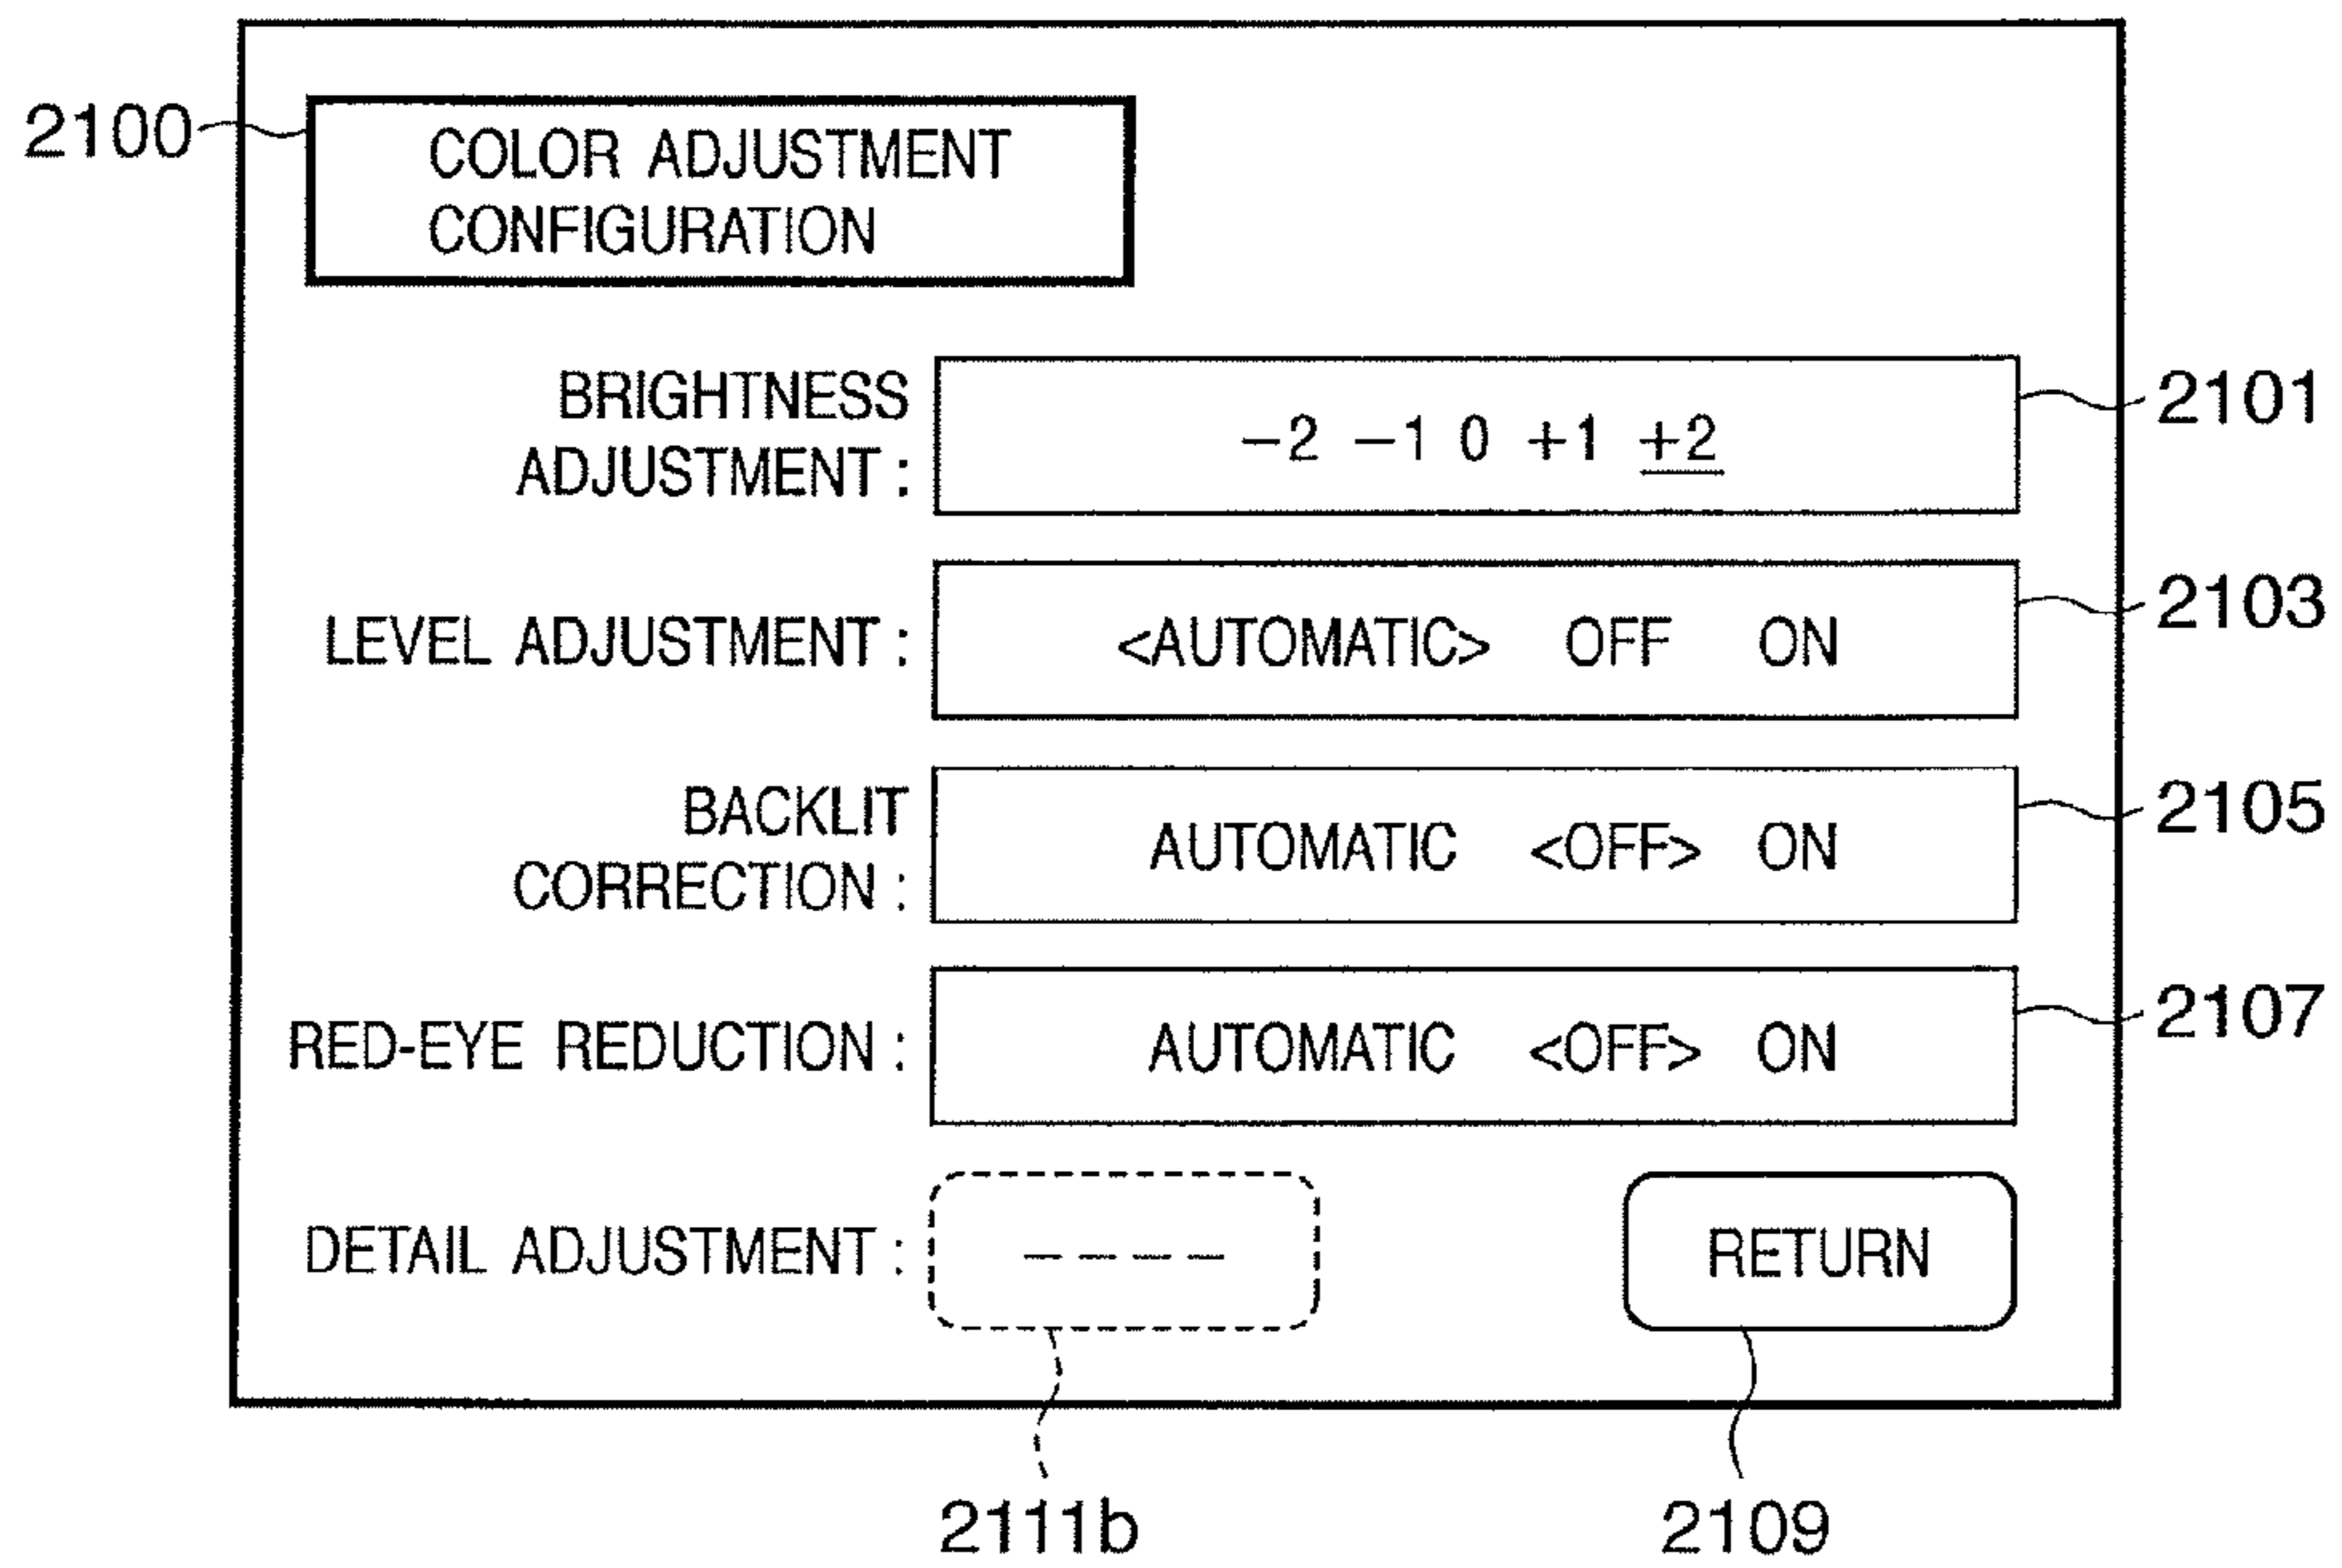 2100
COLOR ADJUSTMENT
CONFIGURATION
BRIGHTNESS
ADJUSTMENT :
−2 −1 0 +1 +2
2101
LEVEL ADJUSTMENT : <AUTOMATIC> OFF ON
2103
BACKLIT
CORRECTION :
AUTOMATIC <OFF> ON
2105
RED-EYE REDUCTION : AUTOMATIC <OFF> ON
2107
DETAIL ADJUSTMENT : − − − − RETURN
2111b 2109